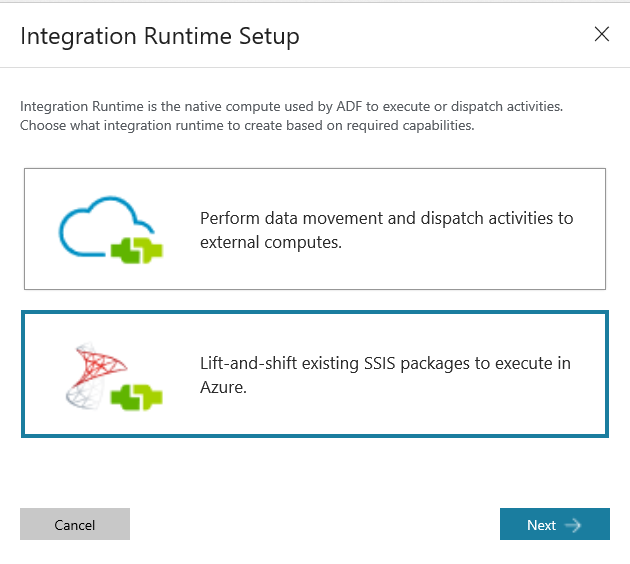 Integration Runtime Setup
Integration Runtime is the native compute used by ADF to execute or dispatch activities.
Choose what integration runtime to create based on required capabilities.
Perform data movement and dispatch activities to
external computes.
Lift-and-shift existing SSIS packages to execute in
Azure.
Cancel
Next